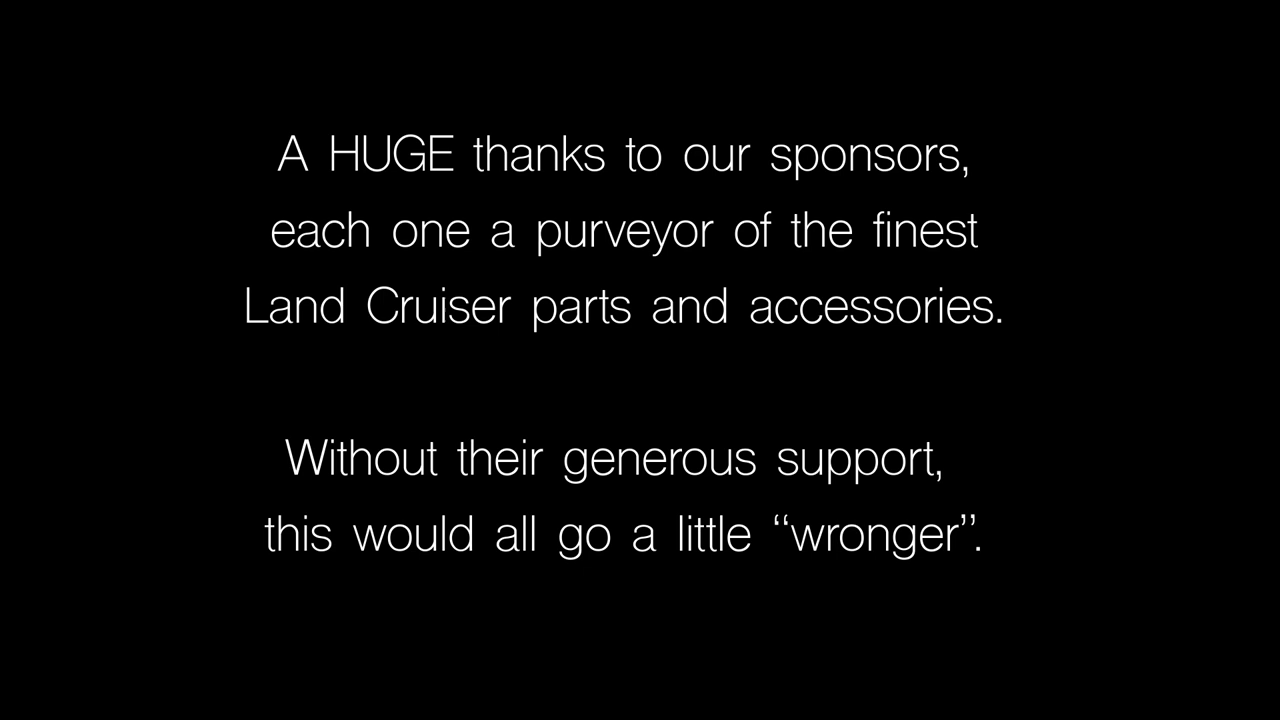 A HUGE thanks to our sponsors,
each one a purveyor of the finest
Land Cruiser parts and accessories.
Without their generous support,
this would all go a little “wronger”.